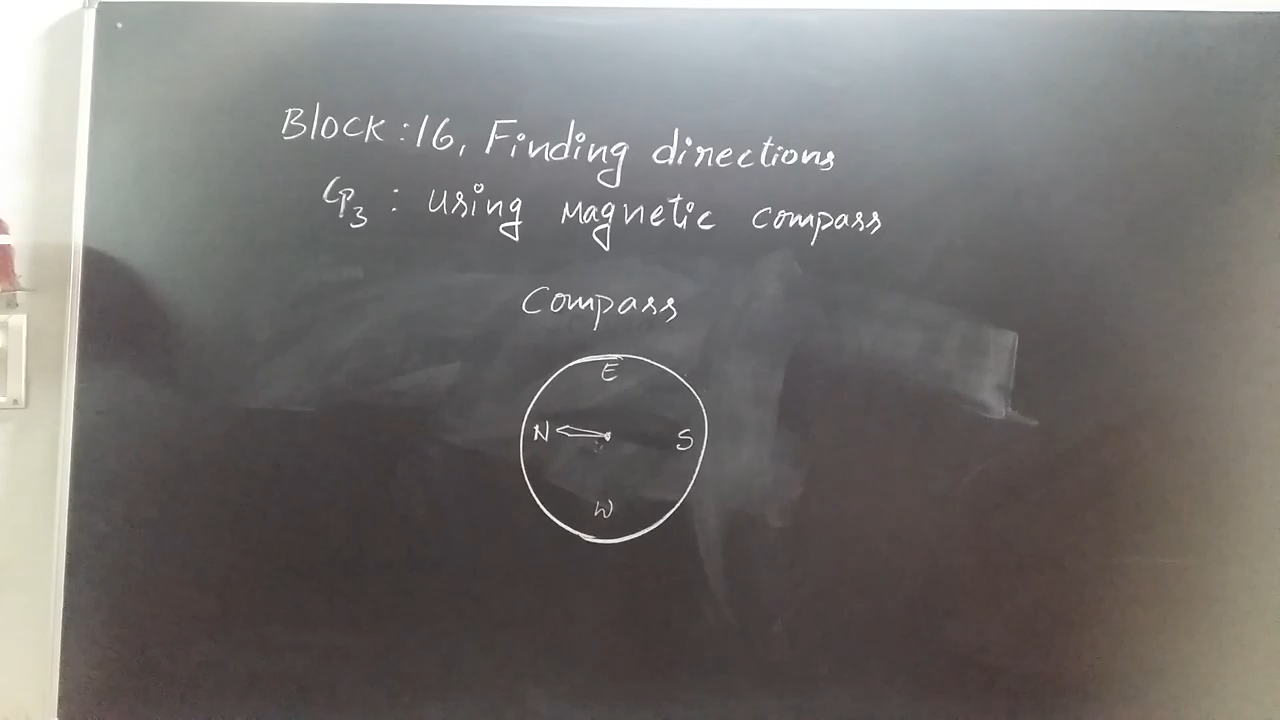 Block:16, Finding directions
Cp3: using magnetic compass
Compass
E
N S
W